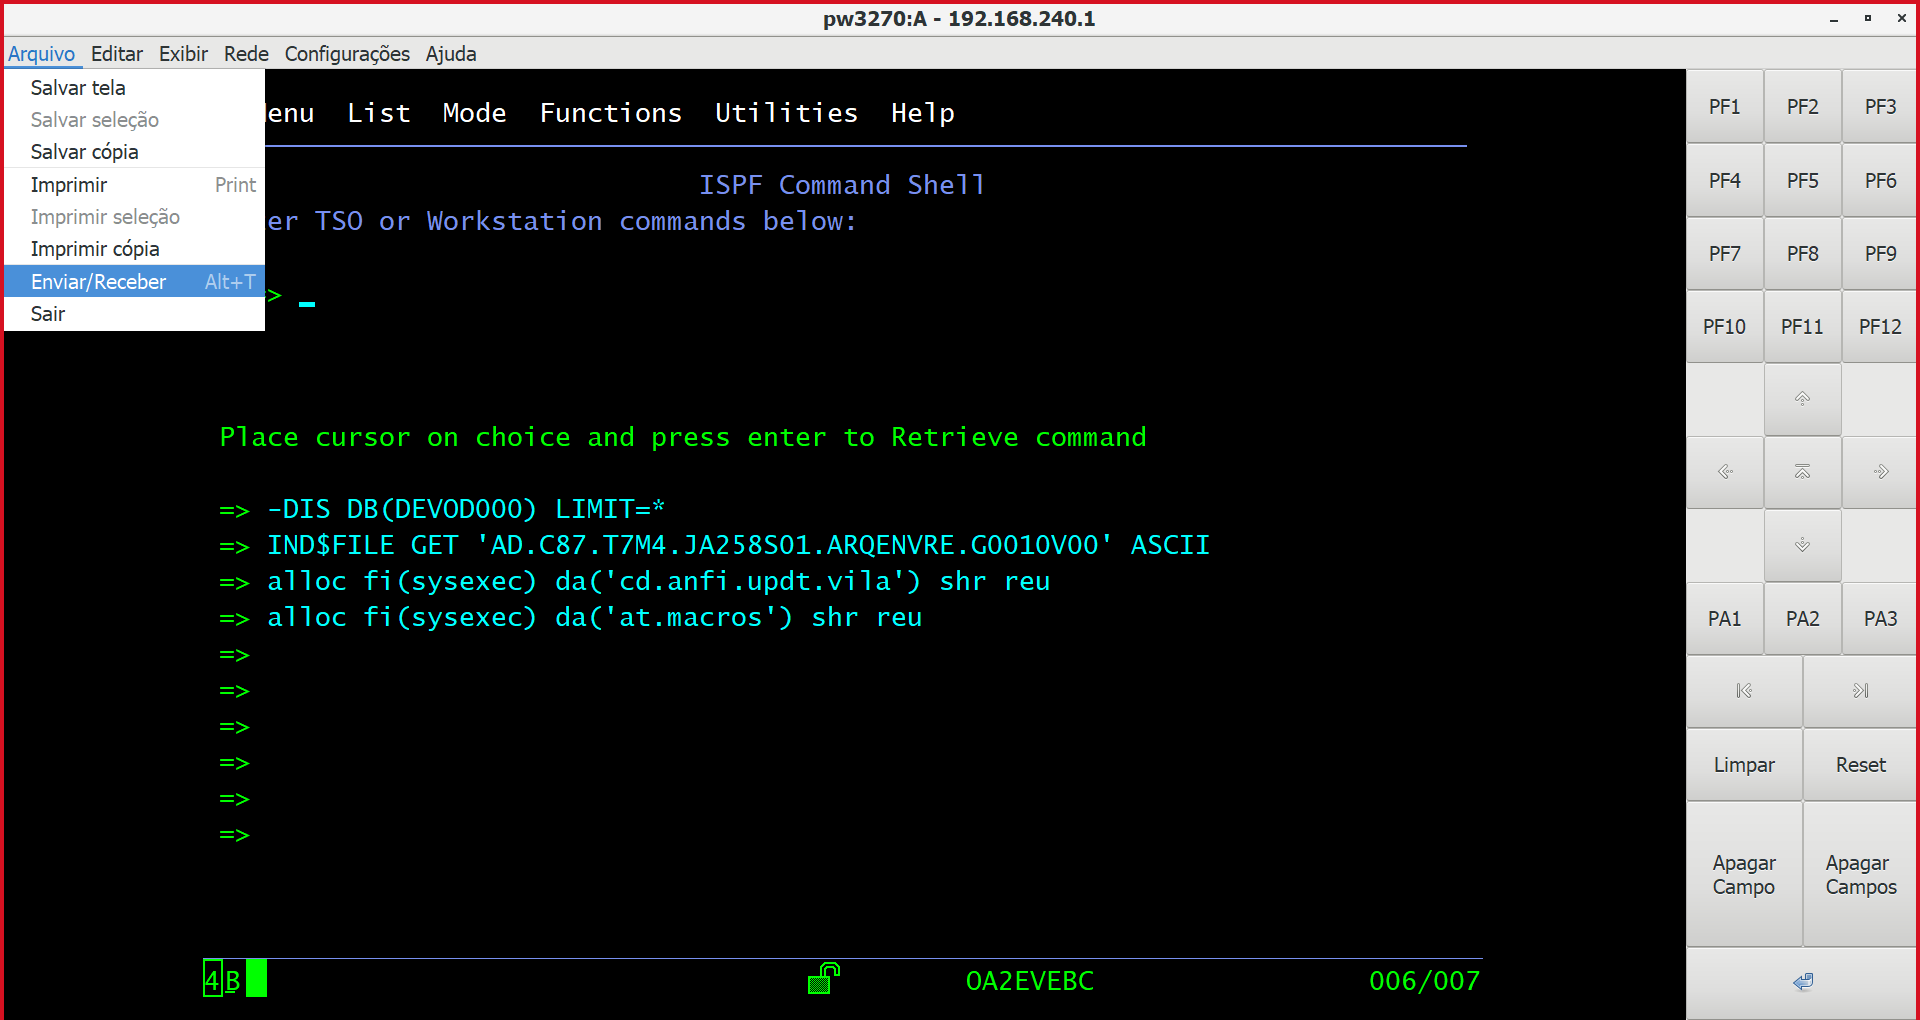 pw3270:A - 192.168.240.1
Arquivo Editar Exibir Rede Configurações Ajuda
Salvar tela
Salvar seleção
Salvar cópia
Imprimir Print
Imprimir seleção
Imprimir cópia
Enviar/Receber Alt+T
Sair
enu List Mode Functions Utilities Help
ISPF Command Shell
er TSO or Workstation commands below:
>
Place cursor on choice and press enter to Retrieve command
=> -DIS DB(DEVOD000) LIMIT=*
=> IND$FILE GET 'AD.C87.T7M4.JA258S01.ARQENVRE.G0010V00' ASCII
=> alloc fi(sysexec) da('cd.anfi.updt.vila') shr reu
=> alloc fi(sysexec) da('at.macros') shr reu
=>
=>
=>
=>
=>
=>
4 B 0A2EVEBC 006/007
PF1 PF2 PF3
PF4 PF5 PF6
PF7 PF8 PF9
PF10 PF11 PF12
PA1 PA2 PA3
Limpar Reset
Apagar Campo
Apagar Campos